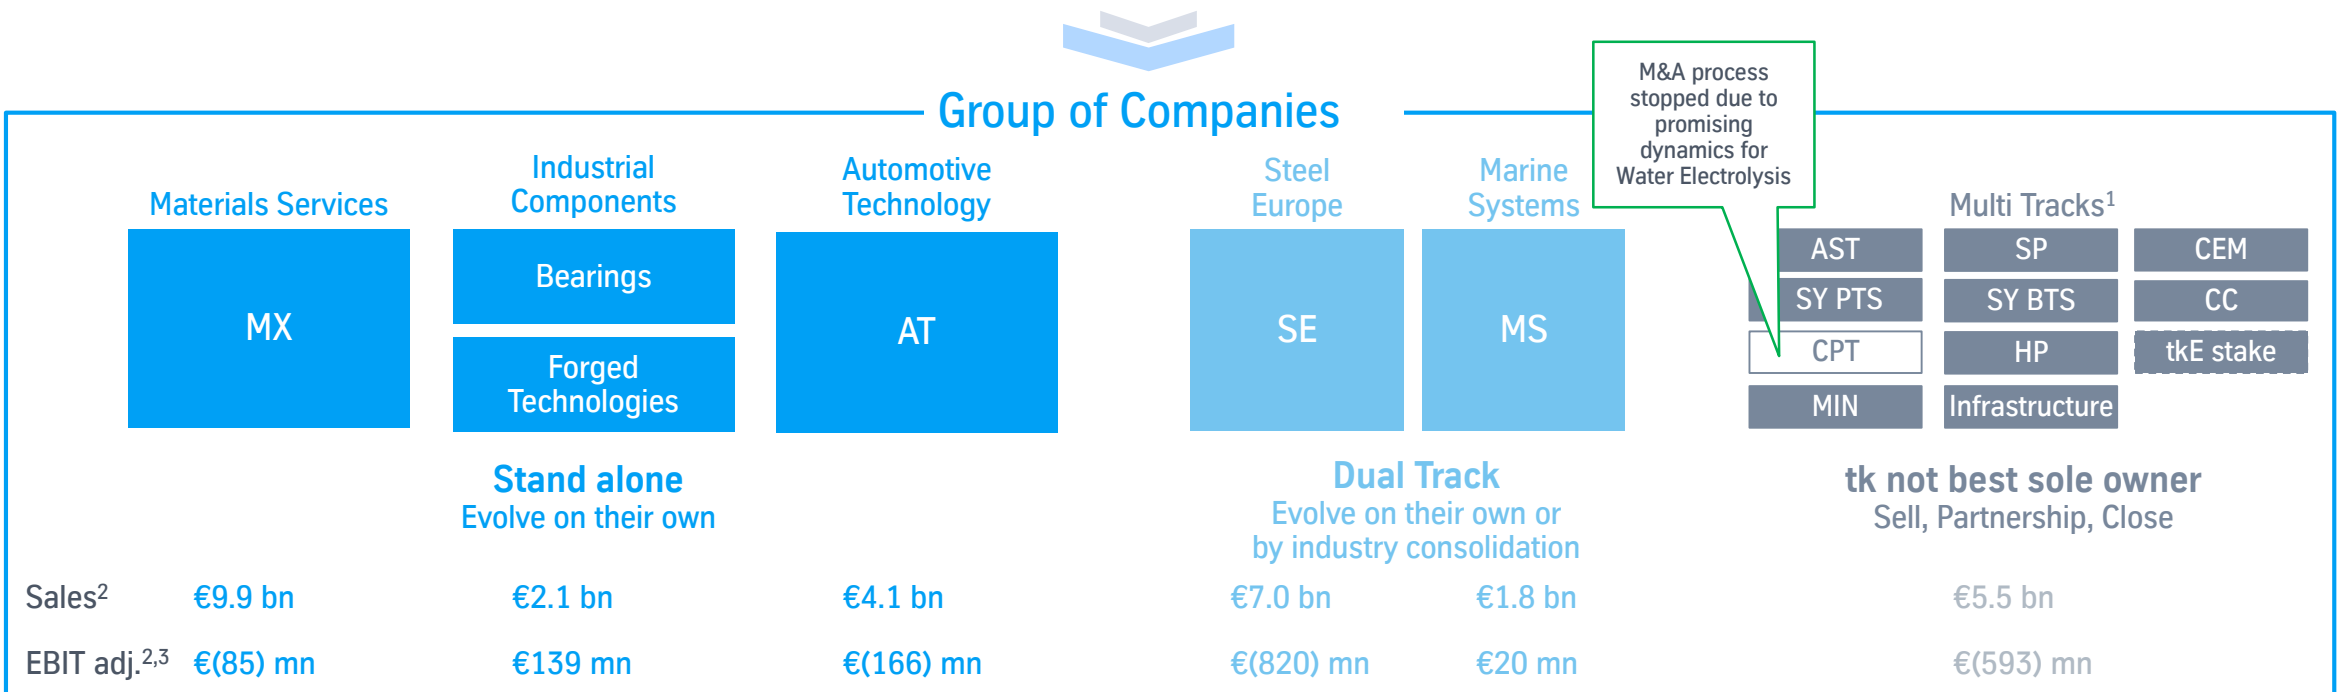 M&A process
stopped due to
promising
dynamics for
Water Electrolysis
Group of Companies
Materials Services
Industrial
Components
Automotive
Technology
Steel
Europe
Marine
Systems
Multi Tracks¹
MX
Bearings
Forged
Technologies
AT
SE
MS
AST
SP
CEM
SY PTS
SY BTS
CC
CPT
HP
tkE stake
MIN
Infrastructure
Stand alone
Evolve on their own
Dual Track
Evolve on their own or
by industry consolidation
tk not best sole owner
Sell, Partnership, Close
Sales² €9.9 bn €2.1 bn €4.1 bn €7.0 bn €1.8 bn €5.5 bn
EBIT adj.²,³ €(85) mn €139 mn €(166) mn €(820) mn €20 mn €(593) mn